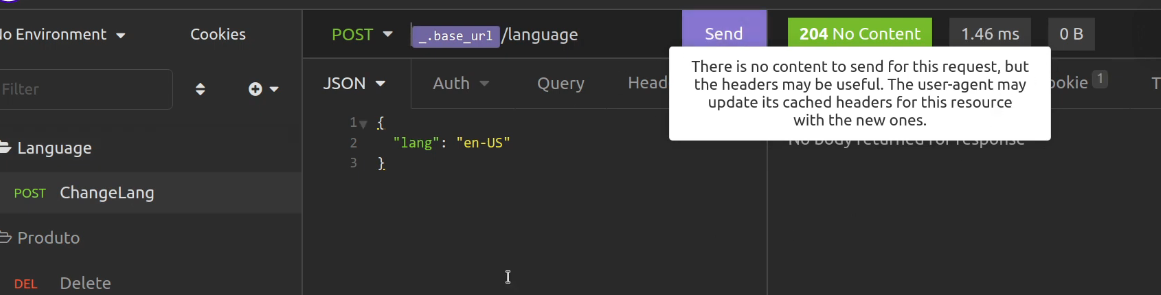 No Environment
Cookies
POST
_.base_url/language
Send
204 No Content
1.46 ms
0 B
There is no content to send for this request, but
the headers may be useful. The user-agent may
update its cached headers for this resource
with the new ones.
Filter
JSON
Auth
Query
Head
ookie 1
T
No body returned for response
1 {
2 "lang": "en-US"
3 }
Language
POST ChangeLang
Produto
DEL Delete